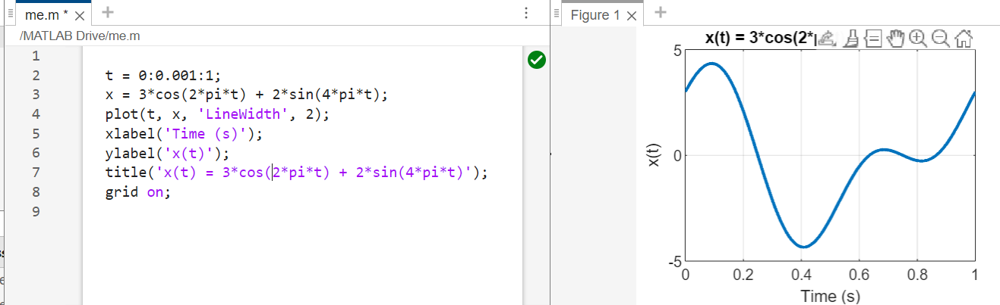 me.m *
/MATLAB Drive/me.m
1
2 t = 0:0.001:1;
3 x = 3*cos(2*pi*t) + 2*sin(4*pi*t);
4 plot(t, x, 'LineWidth', 2);
5 xlabel('Time (s)');
6 ylabel('x(t)');
7 title('x(t) = 3*cos(2*pi*t) + 2*sin(4*pi*t)');
8 grid on;
9
Figure 1
x(t) = 3*cos(2*
5
0
-5
x(t)
0 0.2 0.4 0.6 0.8 1
Time (s)